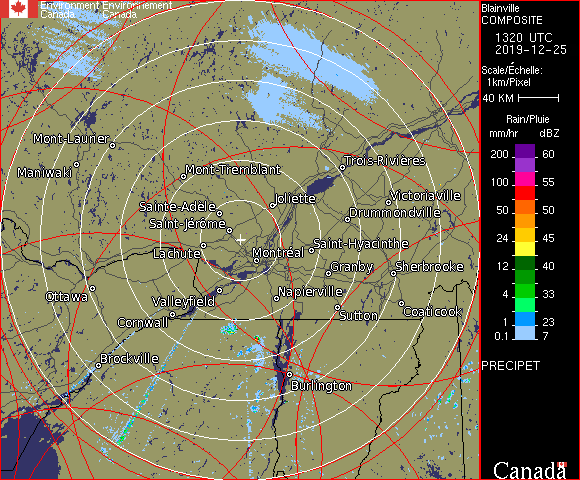 Environment Environnement
Canada Canada
Mont-Laurier
Maniwaki
Mont-Tremblant
Trois-Rivières
Joliette
Victoriaville
Sainte-Adèle
Drummondville
Saint-Jérôme
Lachute
Montréal
Saint-Hyacinthe
Granby
Sherbrooke
Ottawa
Valleyfield
Napierville
Cornwall
Sutton
Coaticook
Brockville
Burlington
Blainville
COMPOSITE
1320 UTC
2019-12-25
Scale/Échelle:
1km/Pixel
40 KM
Rain/Pluie
mm/hr dBZ
200 60
100 55
50 50
24 45
12 40
4 33
1 23
0.1 7
PRECIPET
Canada